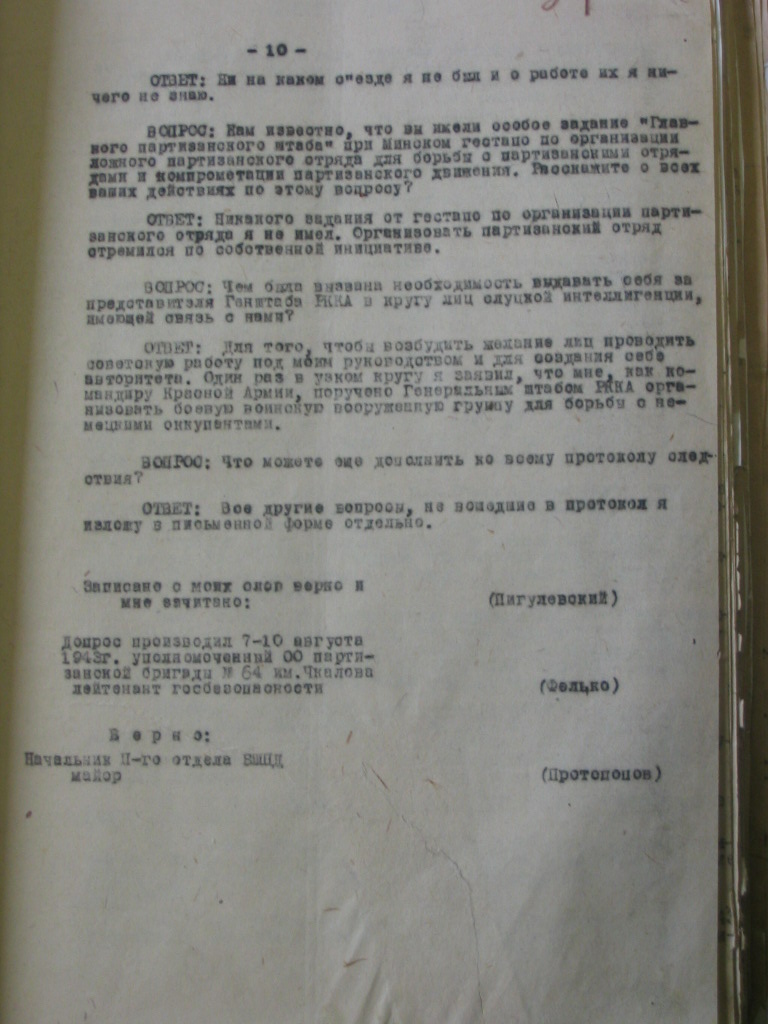 - 10 -
ОТВЕТ: Ни на каком с"езде я не был и о работе их я ни-
чего не знаю.
ВОПРОС: Нам известно, что вы имели особое задание "Глав-
ного партизанского штаба" при Минском гестапо по организации
ложного партизанского отряда для борьбы с партизанскими отря-
дами и компрометации партизанского движения. Расскажите о всех
ваших действиях по этому вопросу?
ОТВЕТ: Никакого задания от гестапо по организации парти-
занского отряда я не имел. Организовать партизанский отряд
стремился по собственной инициативе.
ВОПРОС: Чем была вызвана необходимость выдавать себя за
представителя Генштаба РККА в кругу лиц слуцкой интеллигенции,
имеющей связь с нами?
ОТВЕТ: Для того, чтобы возбудить желание лиц проводить
советскую работу под моим руководством и для создания себе
авторитета. Один раз в узком кругу я заявил, что мне, как ко-
мандиру Красной Армии, поручено Генеральным штабом РККА орга-
низовать боевую воинскую вооруженную группу для борьбы с не-
мецкими оккупантами.
ВОПРОС: Что можете еще дополнить ко всему протоколу след-
ствия?
ОТВЕТ: Все другие вопросы, не вошедшие в протокол я
изложу в письменной форме отдельно.
Записано с моих слов верно и
мне зачитано:
(Пигулевский)
Допрос производил 7-10 августа
1943г. уполномоченный ОО парти-
занской бригады № 64 им.Чкалова
лейтенант госбезопасности
(Фелько)
В е р н о:
Начальник II-го отдела БШПД
майор
(Протопопов)